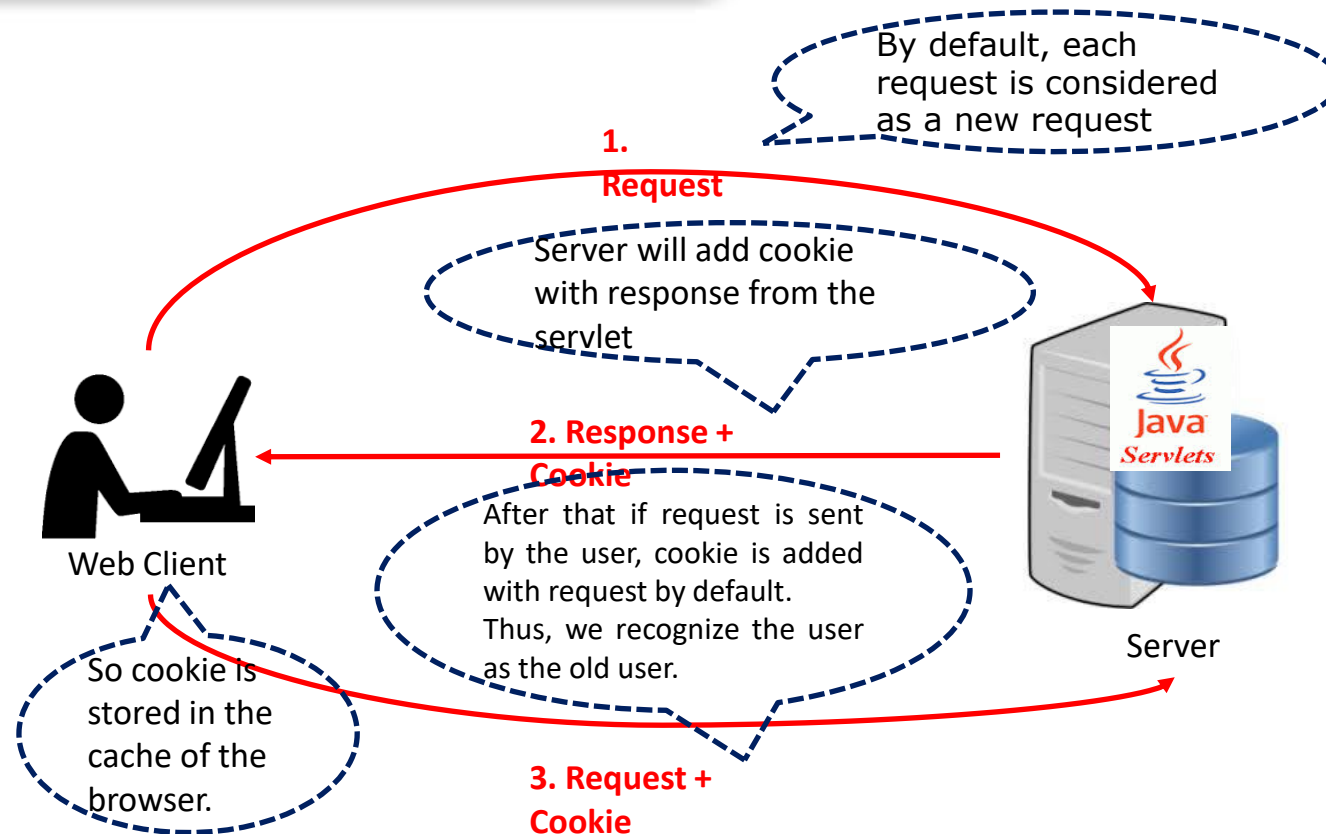 By default, each
request is considered
as a new request
1.
Request
Server will add cookie
with response from the
servlet
Java
Servlets
2. Response +
Cookie
After that if request is sent
by the user, cookie is added
with request by default.
Thus, we recognize the user
as the old user.
Web Client
Server
So cookie is
stored in the
cache of the
browser.
3. Request +
Cookie